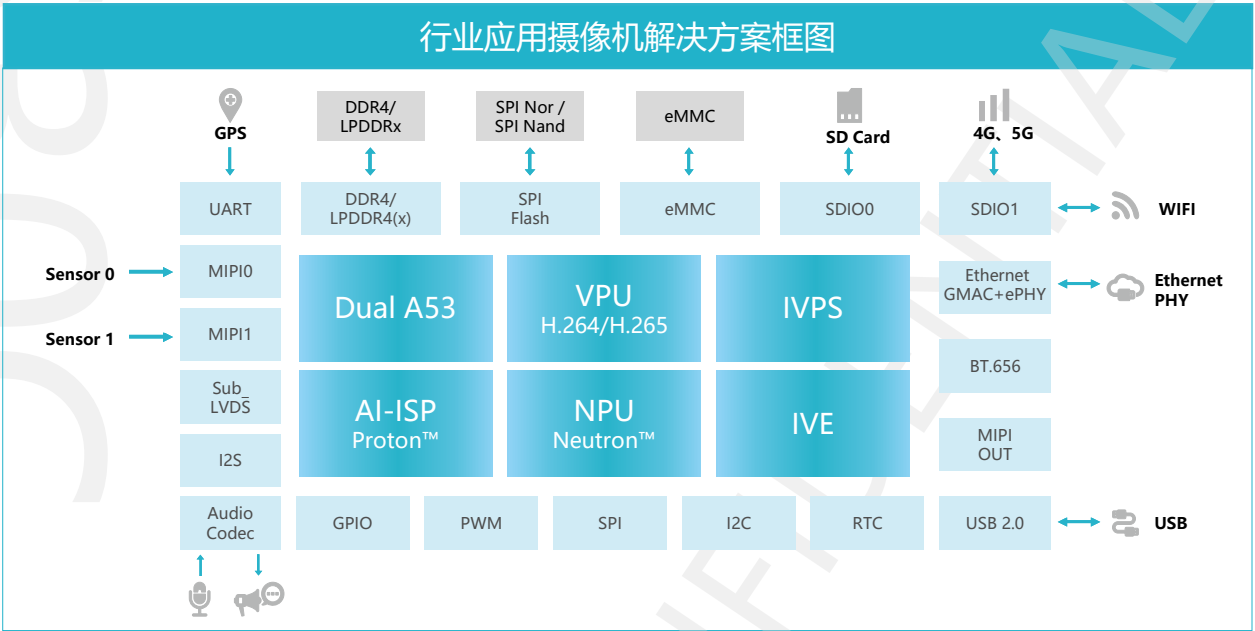 行业应用摄像机解决方案框图
GPS
DDR4/
LPDDRx
SPI Nor /
SPI Nand
eMMC
SD Card
4G、5G
UART
DDR4/
LPDDR4(x)
SPI
Flash
eMMC
SDIO0
SDIO1
WIFI
Sensor 0
MIPI0
Dual A53
VPU
H.264/H.265
IVPS
Ethernet
GMAC+ePHY
Ethernet
PHY
Sensor 1
MIPI1
BT.656
Sub_
LVDS
AI-ISP
Proton™
NPU
Neutron™
IVE
MIPI
OUT
I2S
Audio
Codec
GPIO
PWM
SPI
I2C
RTC
USB 2.0
USB